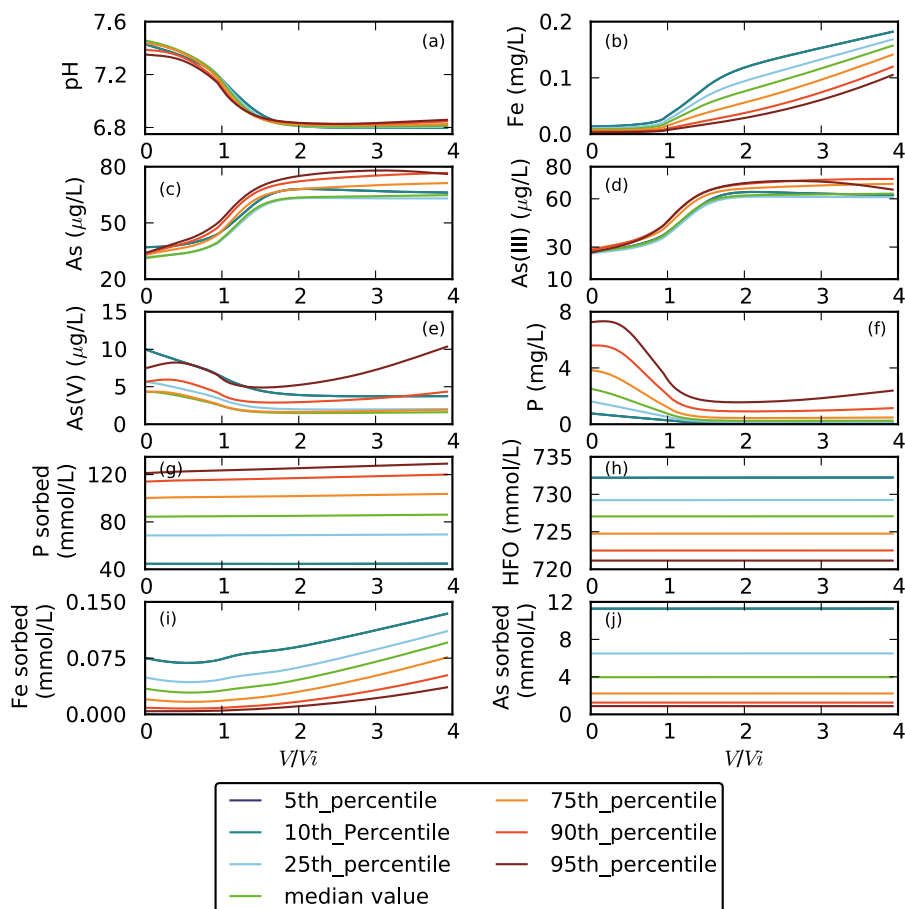 7.6
7.2
6.8
pH
(a)
0 1 2 3 4
0.2
0.1
0.0
Fe (mg/L)
(b)
0 1 2 3 4
80
50
20
As (μg/L)
(c)
0 1 2 3 4
80
60
30
10
As(III) (μg/L)
(d)
0 1 2 3 4
15
10
5
0
As(V) (μg/L)
(e)
0 1 2 3 4
8
4
0
P (mg/L)
(f)
0 1 2 3 4
120
80
40
P sorbed
(mmol/L)
(g)
0 1 2 3 4
735
730
725
720
HFO (mmol/L)
(h)
0 1 2 3 4
0.150
0.075
0.000
Fe sorbed
(mmol/L)
(i)
0 1 2 3 4
V/Vi
12
8
4
0
As sorbed
(mmol/L)
(j)
0 1 2 3 4
V/Vi
5th_percentile
10th_Percentile
25th_percentile
median value
75th_percentile
90th_percentile
95th_percentile